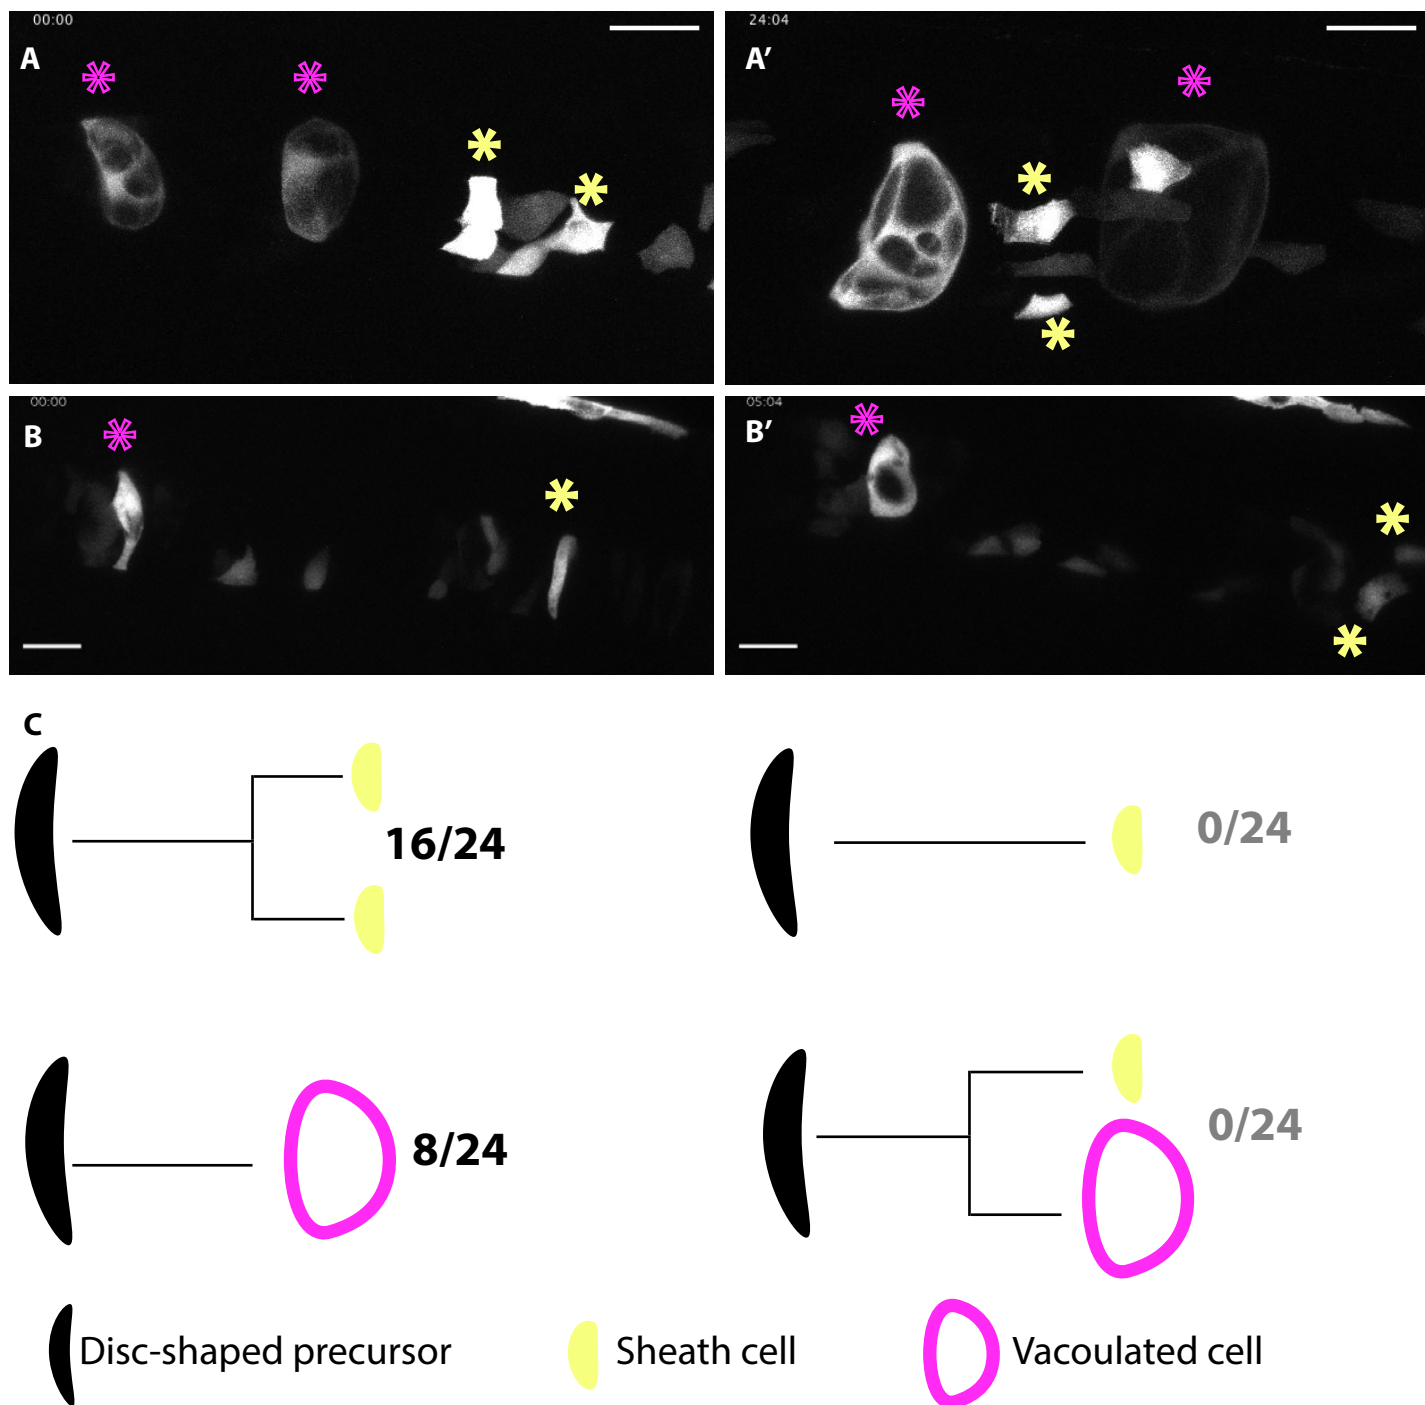 00:00
A
24:04
A′
00:00
B
05:04
B′
C
16/24
0/24
8/24
0/24
Disc-shaped precursor
Sheath cell
Vacoulated cell